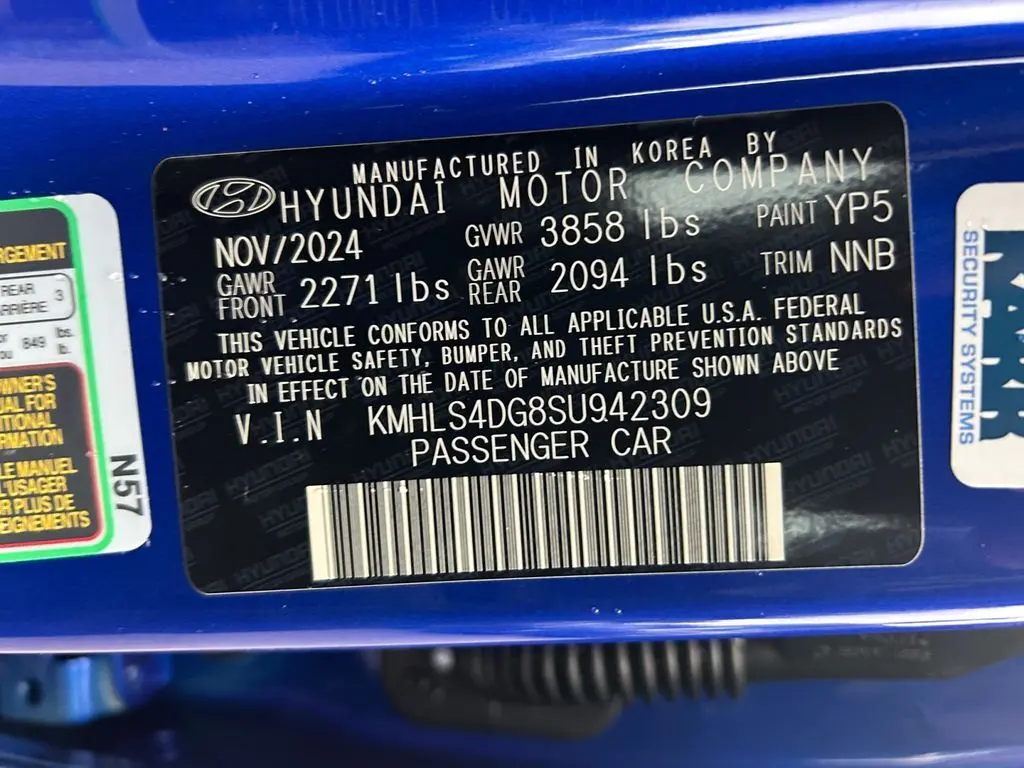 MANUFACTURED IN KOREA BY
HYUNDAI MOTOR COMPANY
NOV/2024 GVWR 3858 lbs PAINT YP5
GAWR FRONT 2271 lbs GAWR REAR 2094 lbs TRIM NNB
THIS VEHICLE CONFORMS TO ALL APPLICABLE U.S.A. FEDERAL
MOTOR VEHICLE SAFETY, BUMPER, AND THEFT PREVENTION STANDARDS
IN EFFECT ON THE DATE OF MANUFACTURE SHOWN ABOVE
V.I.N KMHLS4DG8SU942309
PASSENGER CAR
RGEMENT
REAR
ARRIÈRE 3
849 lbs.
lb.
OWNER'S
UAL FOR
ITIONAL
RMATION
LE MANUEL
L'USAGER
R PLUS DE
EIGNEMENTS
N57
SECURITY SYSTEMS